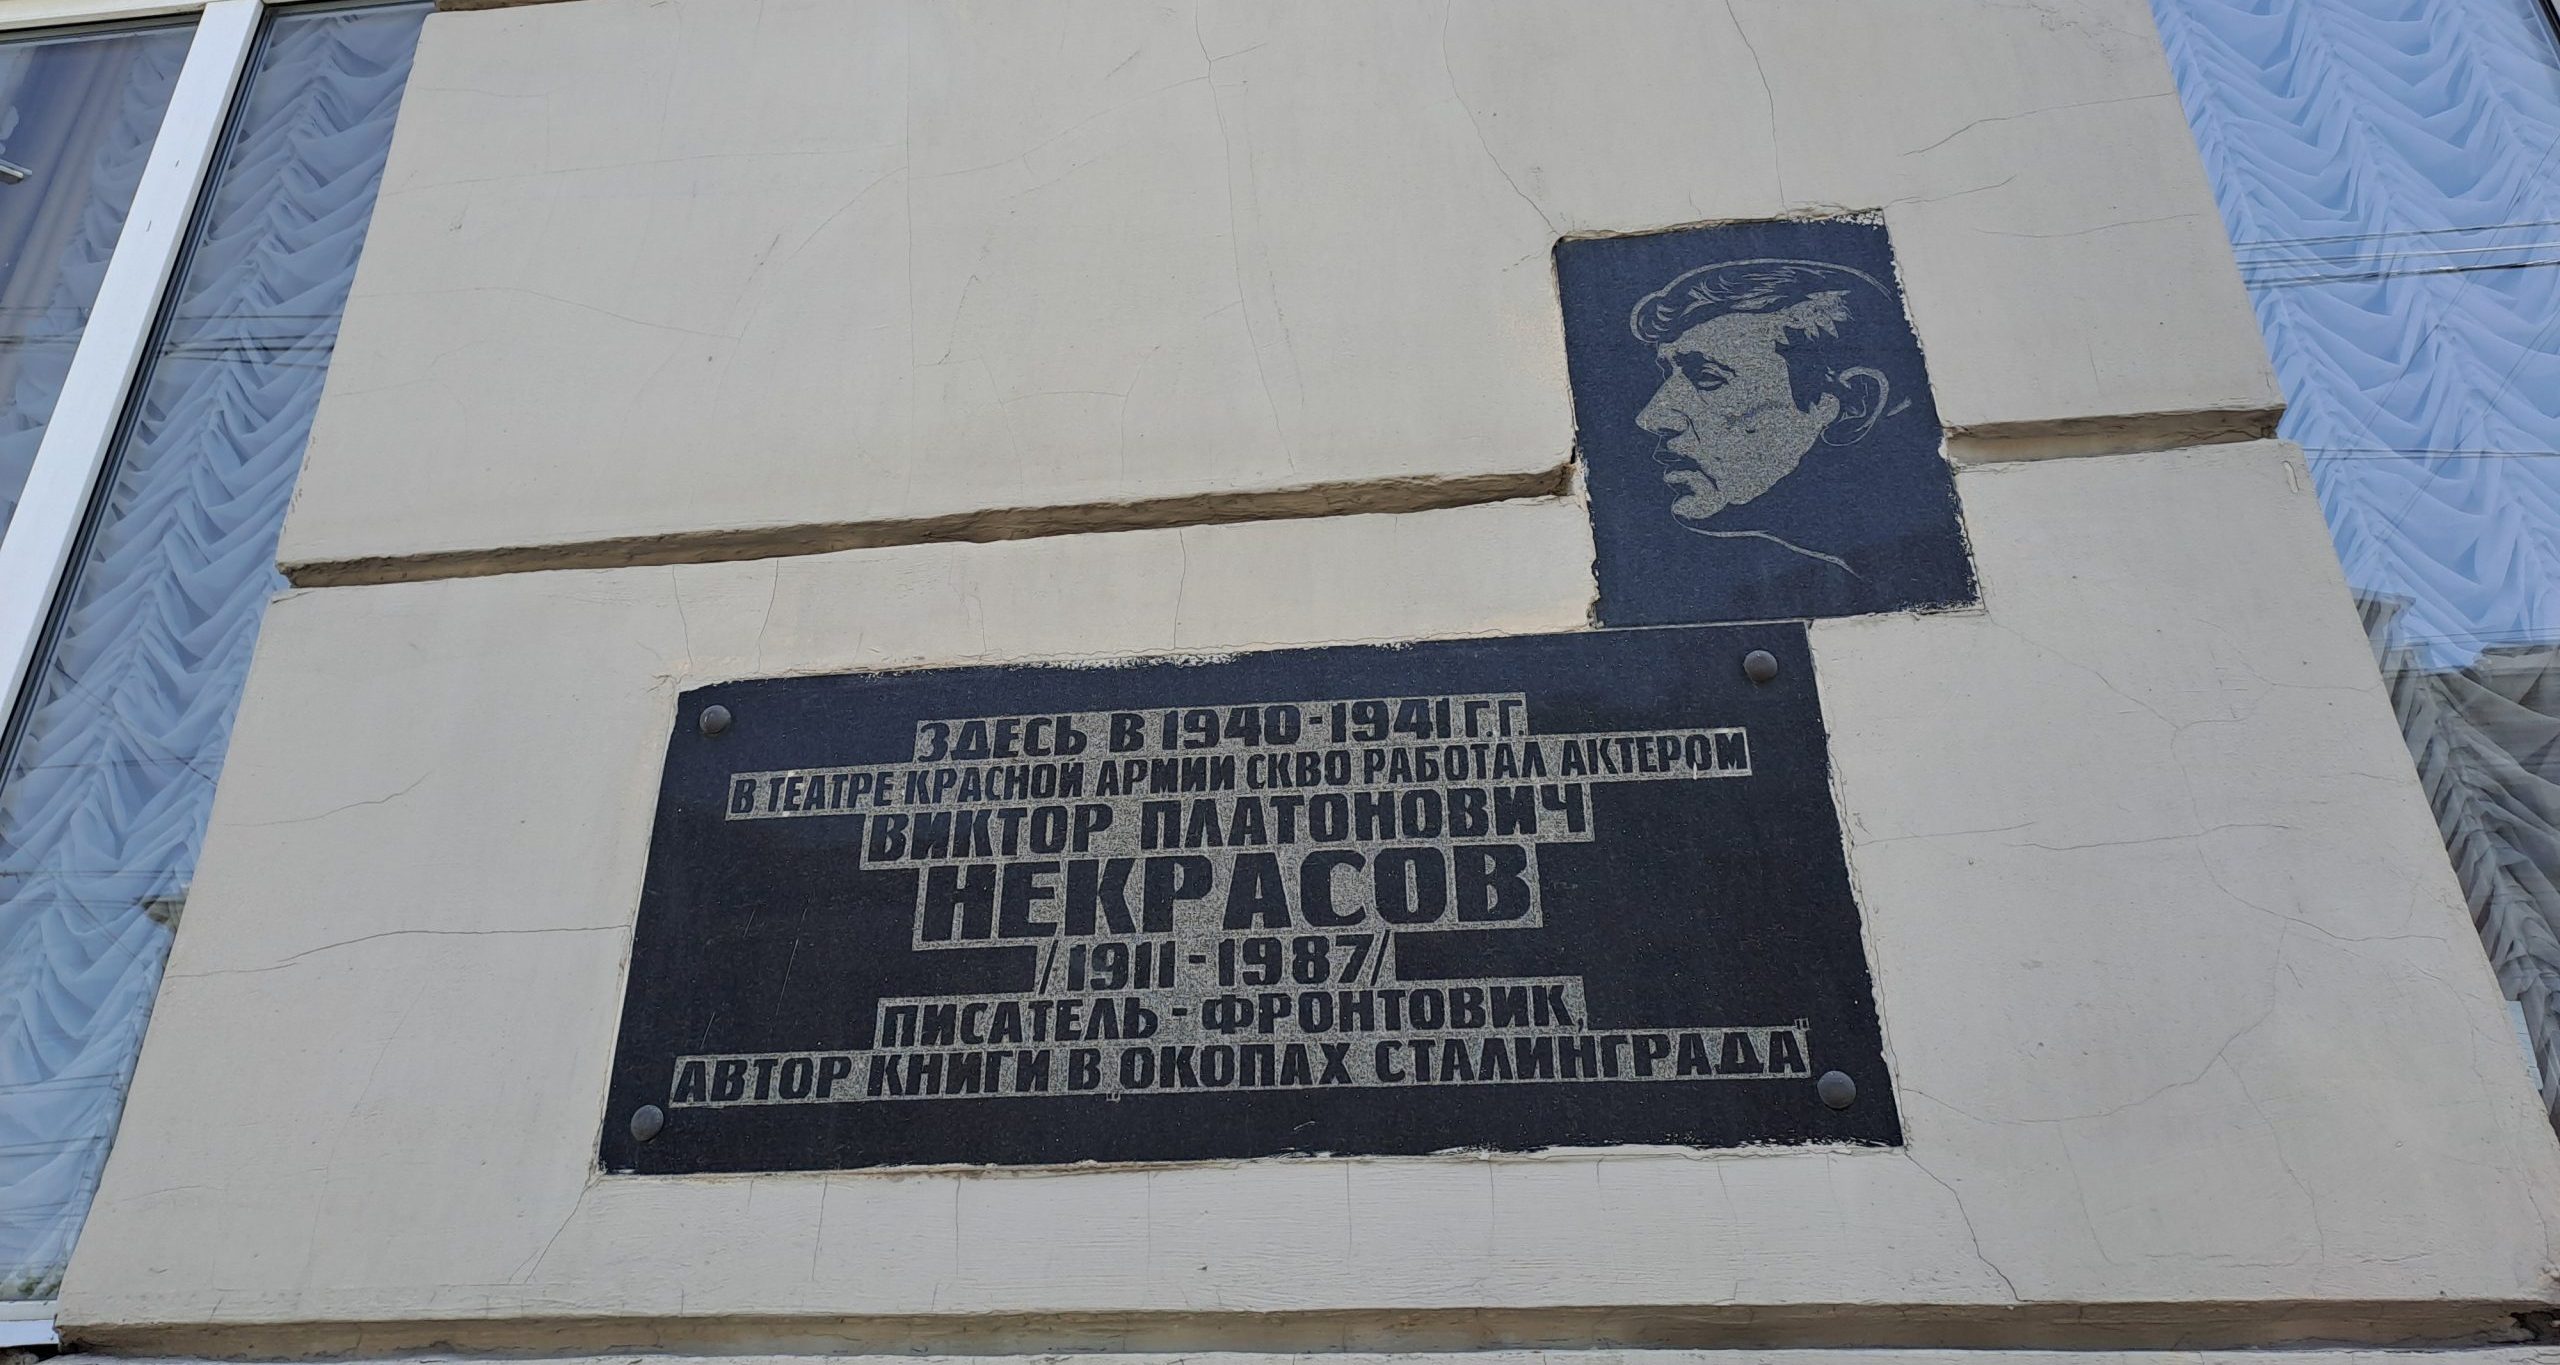 ЗДЕСЬ В 1940-1941 Г.Г.
В ТЕАТРЕ КРАСНОЙ АРМИИ СКВО РАБОТАЛ АКТЕРОМ
ВИКТОР ПЛАТОНОВИЧ
НЕКРАСОВ
/1911-1987/
ПИСАТЕЛЬ-ФРОНТОВИК,
АВТОР КНИГИ В „ОКОПАХ СТАЛИНГРАДА"